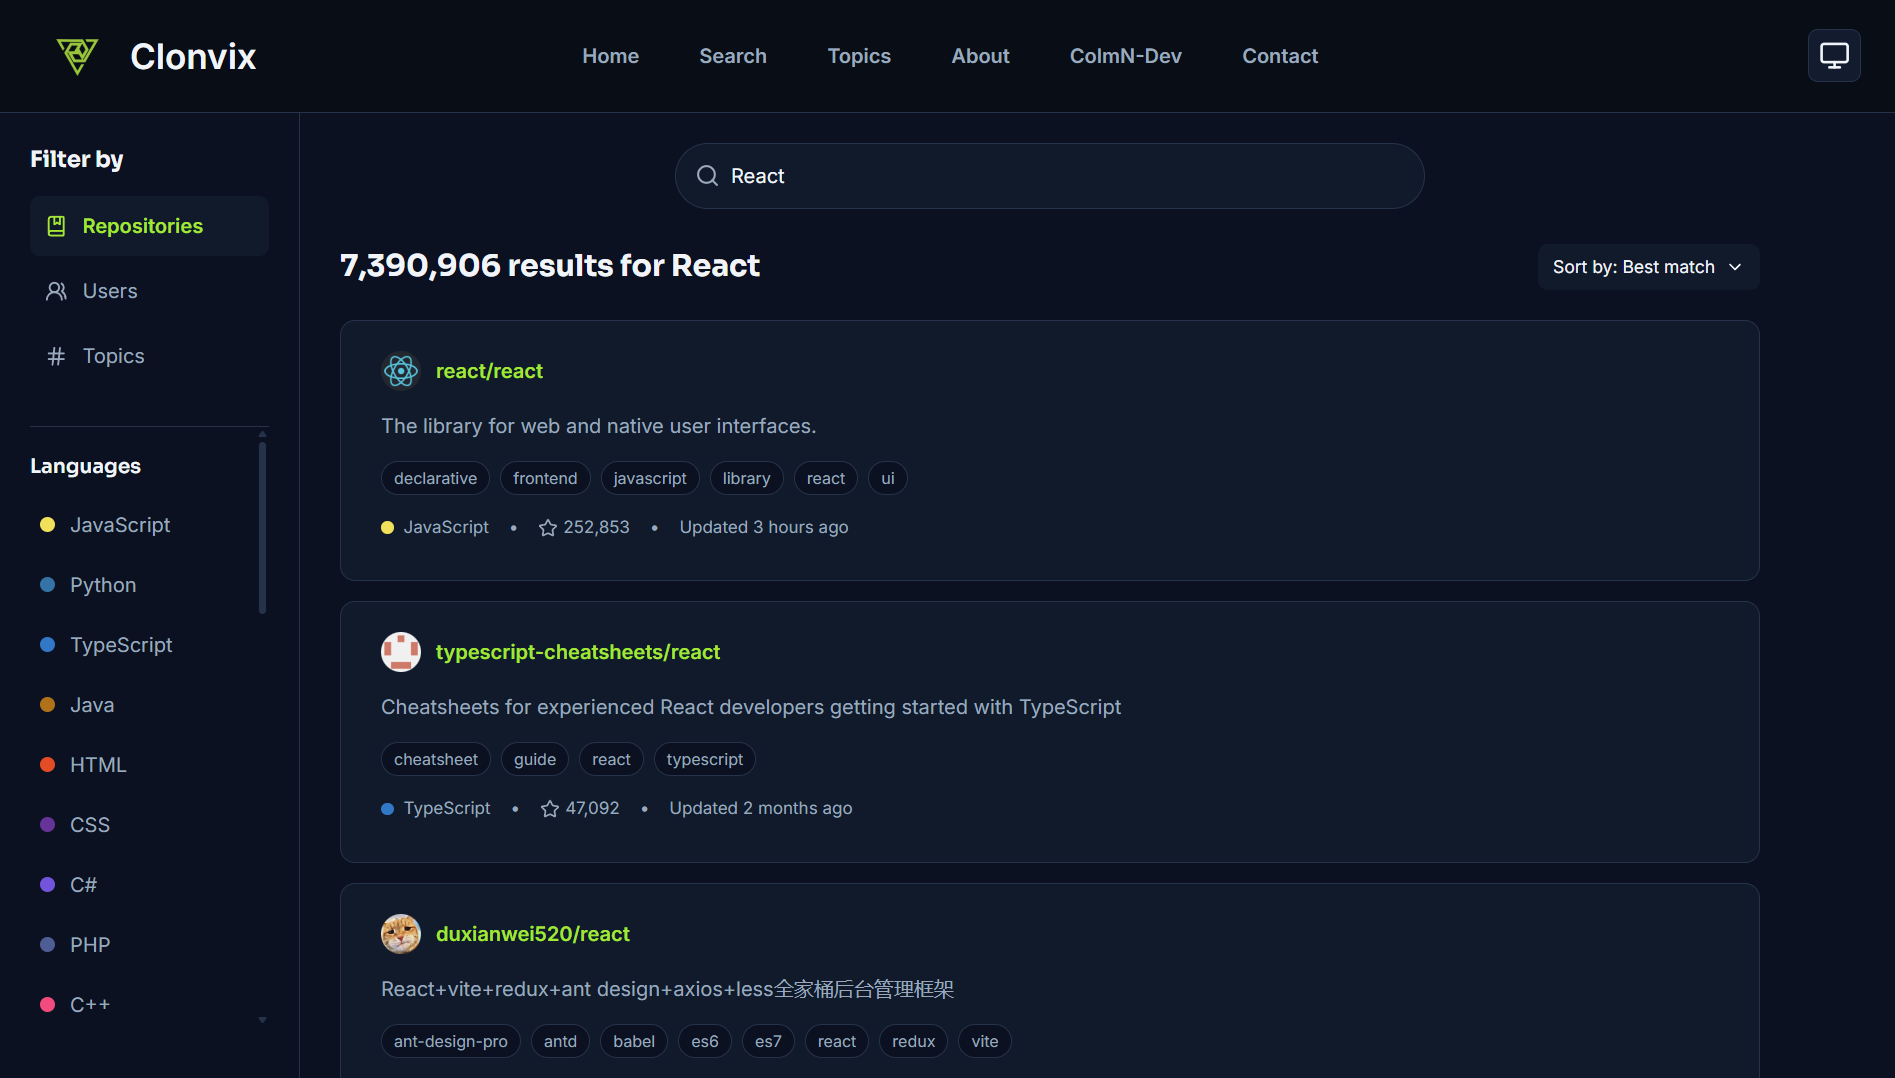 Clonvix
Home Search Topics About ColmN-Dev Contact
Filter by
Repositories
Users
Topics
Languages
JavaScript
Python
TypeScript
Java
HTML
CSS
C#
PHP
C++
React
7,390,906 results for React
Sort by: Best match
react/react
The library for web and native user interfaces.
declarative frontend javascript library react ui
JavaScript • 252,853 • Updated 3 hours ago
typescript-cheatsheets/react
Cheatsheets for experienced React developers getting started with TypeScript
cheatsheet guide react typescript
TypeScript • 47,092 • Updated 2 months ago
duxianwei520/react
React+vite+redux+ant design+axios+less全家桶后台管理框架
ant-design-pro antd babel es6 es7 react redux vite